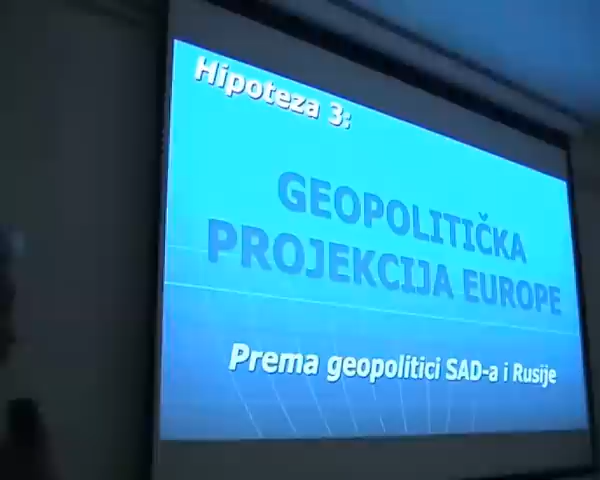 Hipoteza 3:
GEOPOLITIČKA
PROJEKCIJA EUROPE
Prema geopolitici SAD-a i Rusije